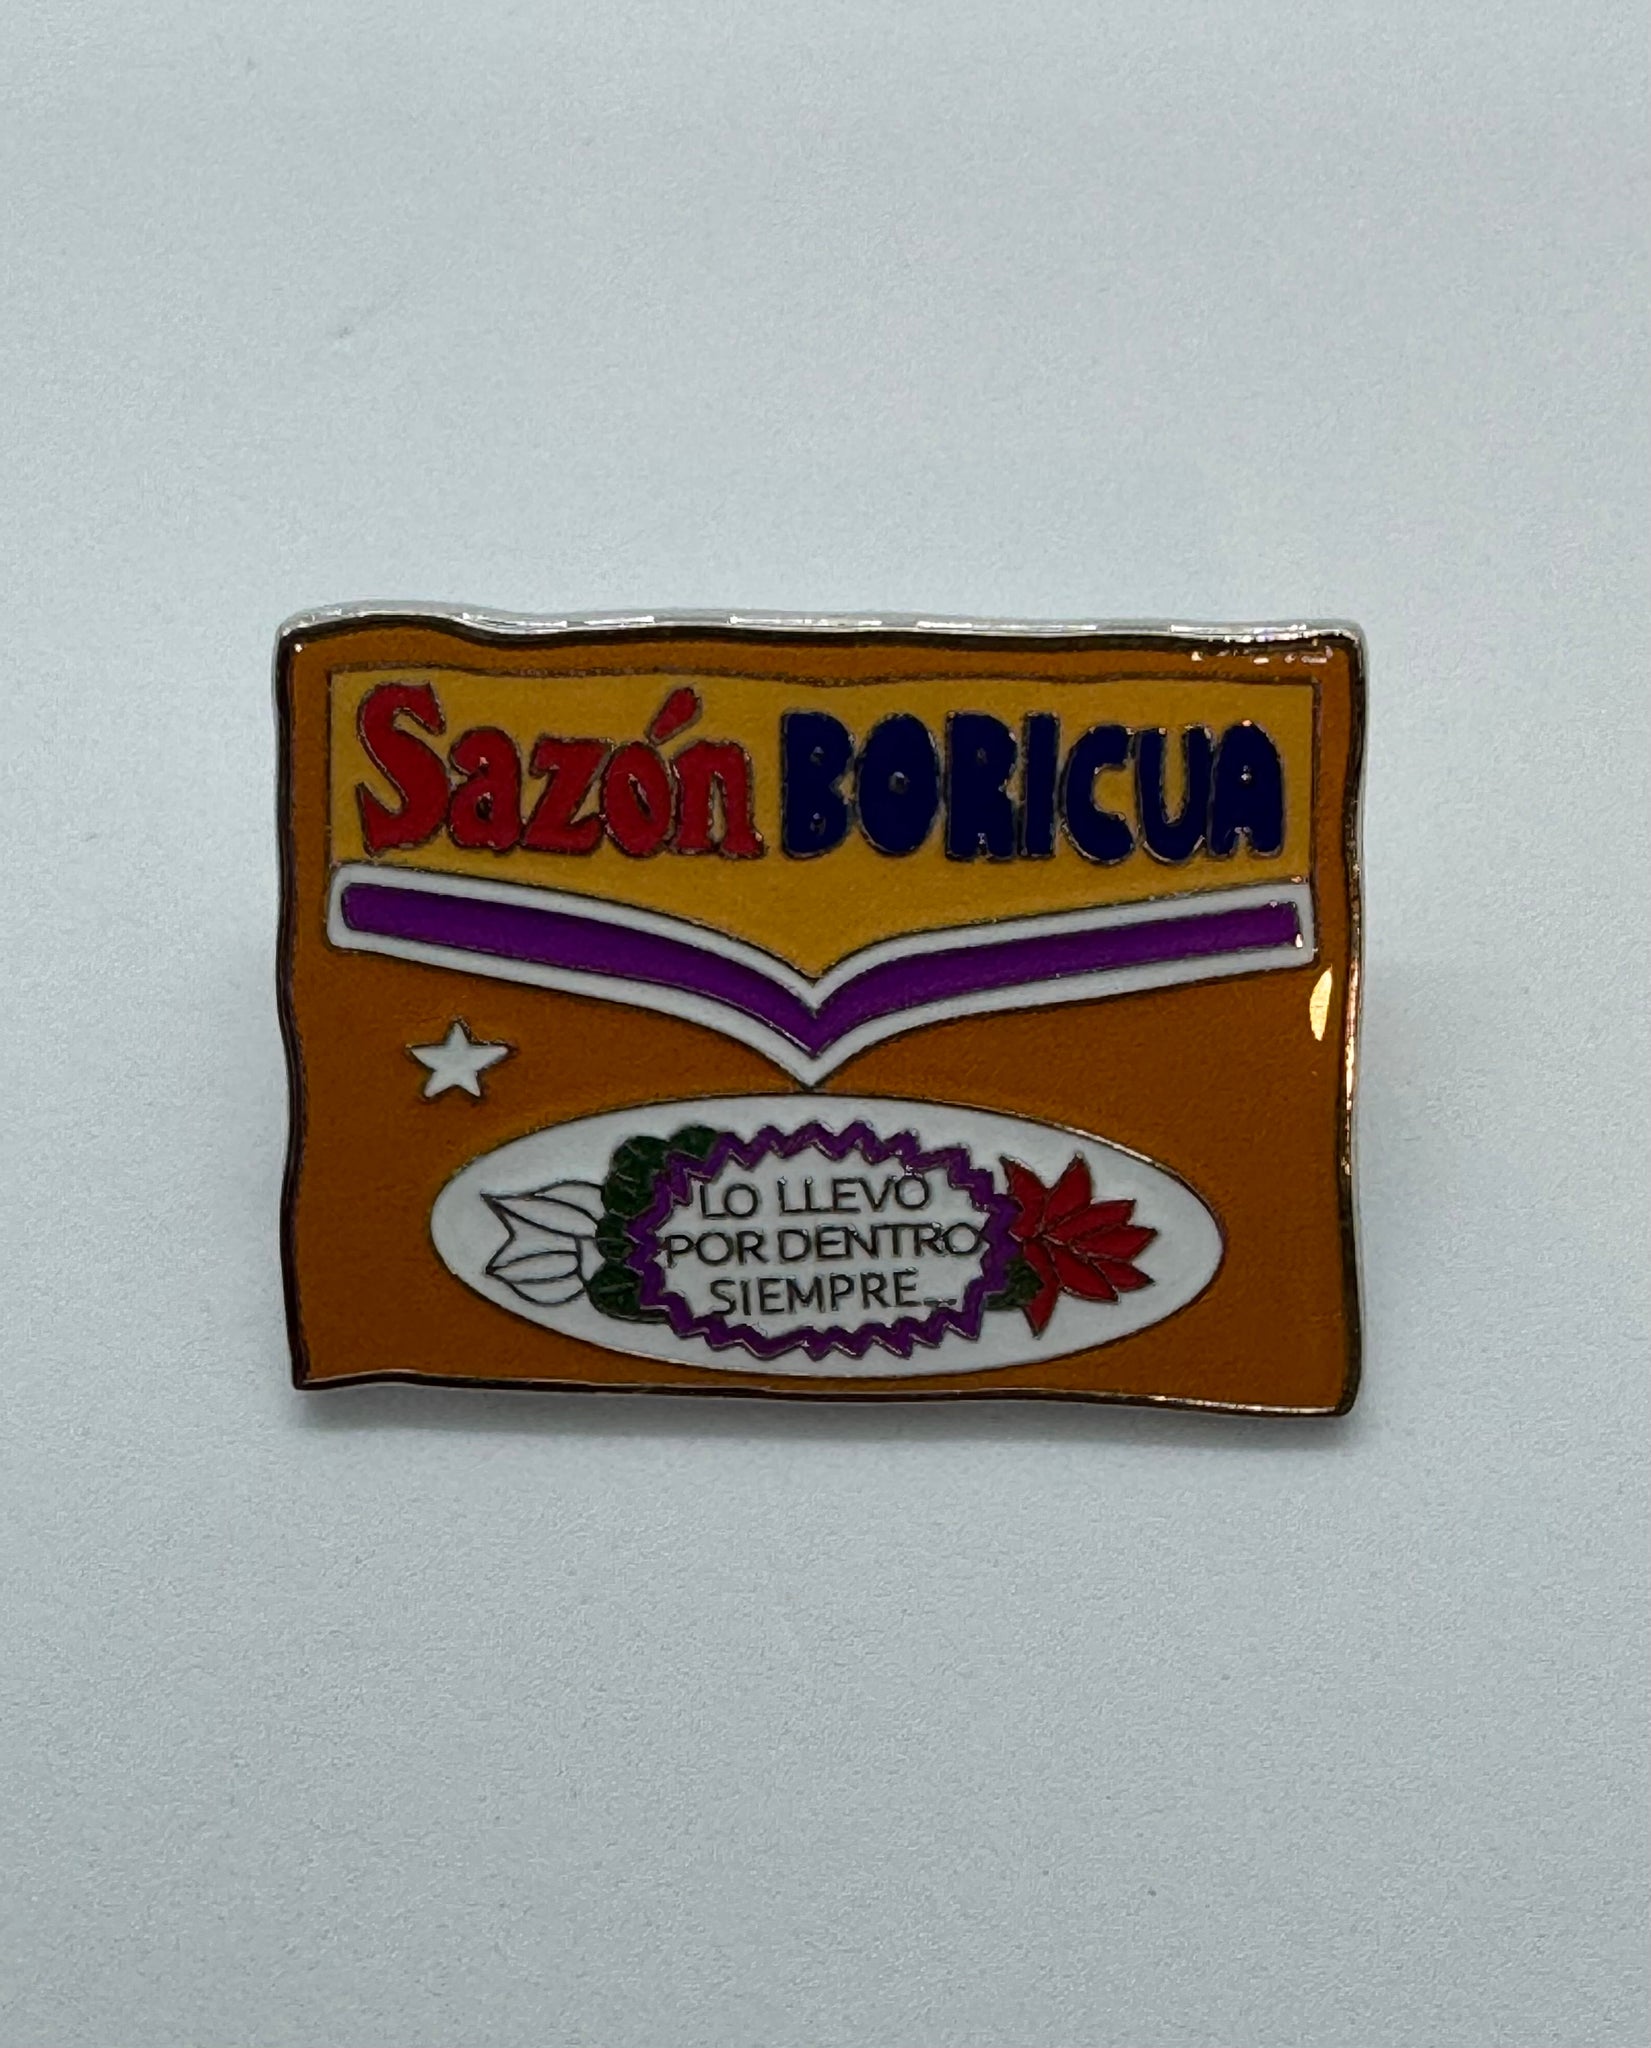 Sazón BORICUA
LO LLEVO
POR DENTRO
SIEMPRE...